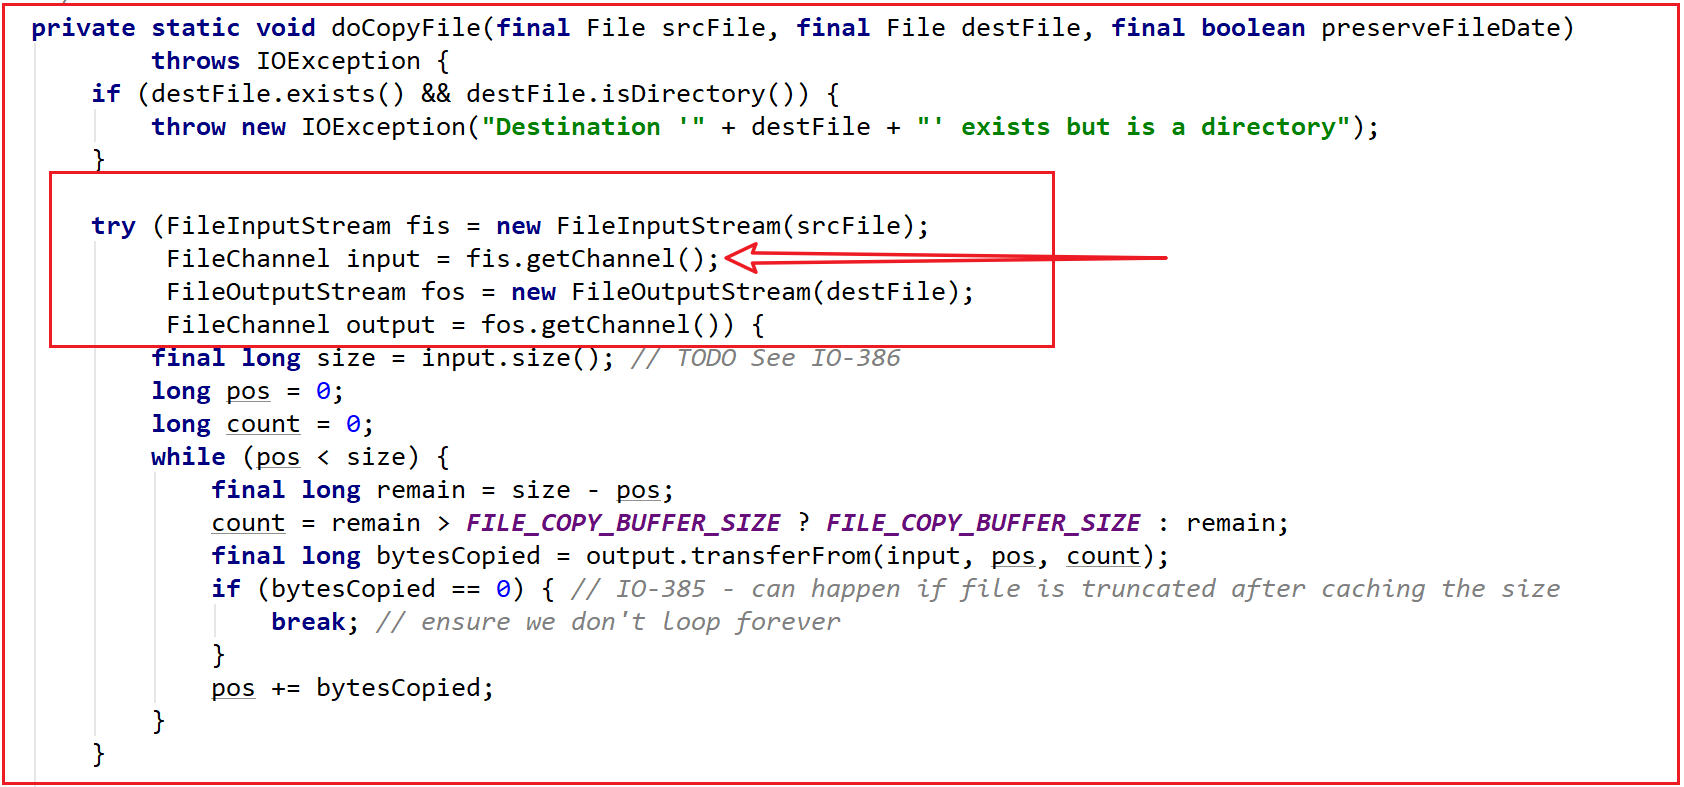 private static void doCopyFile(final File srcFile, final File destFile, final boolean preserveFileDate)
throws IOException {
if (destFile.exists() && destFile.isDirectory()) {
throw new IOException("Destination '" + destFile + "' exists but is a directory");
}
try (FileInputStream fis = new FileInputStream(srcFile);
FileChannel input = fis.getChannel();
FileOutputStream fos = new FileOutputStream(destFile);
FileChannel output = fos.getChannel()) {
final long size = input.size(); // TODO See IO-386
long pos = 0;
long count = 0;
while (pos < size) {
final long remain = size - pos;
count = remain > FILE_COPY_BUFFER_SIZE ? FILE_COPY_BUFFER_SIZE : remain;
final long bytesCopied = output.transferFrom(input, pos, count);
if (bytesCopied == 0) { // IO-385 - can happen if file is truncated after caching the size
break; // ensure we don't loop forever
}
pos += bytesCopied;
}
}